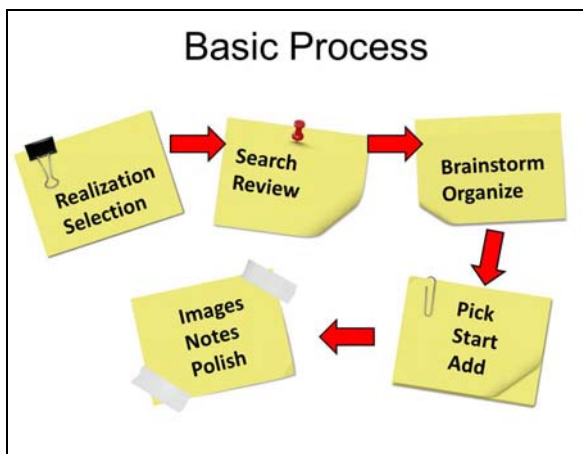 Basic Process
Realization
Selection
Search
Review
Brainstorm
Organize
Pick
Start
Add
Images
Notes
Polish